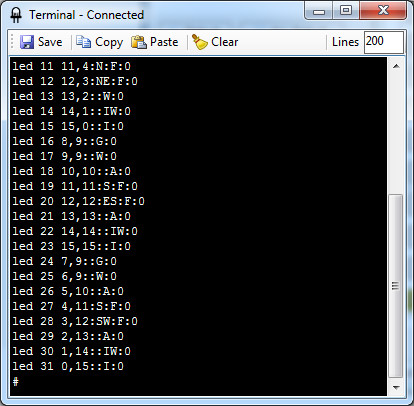 Terminal - Connected
Save Copy Paste Clear Lines 200
led 11 11,4:N:F:0
led 12 12,3:NE:F:0
led 13 13,2::W:0
led 14 14,1::IW:0
led 15 15,0::I:0
led 16 8,9::G:0
led 17 9,9::W:0
led 18 10,10::A:0
led 19 11,11:S:F:0
led 20 12,12:ES:F:0
led 21 13,13::A:0
led 22 14,14::IW:0
led 23 15,15::I:0
led 24 7,9::G:0
led 25 6,9::W:0
led 26 5,10::A:0
led 27 4,11:S:F:0
led 28 3,12:SW:F:0
led 29 2,13::A:0
led 30 1,14::IW:0
led 31 0,15::I:0
#